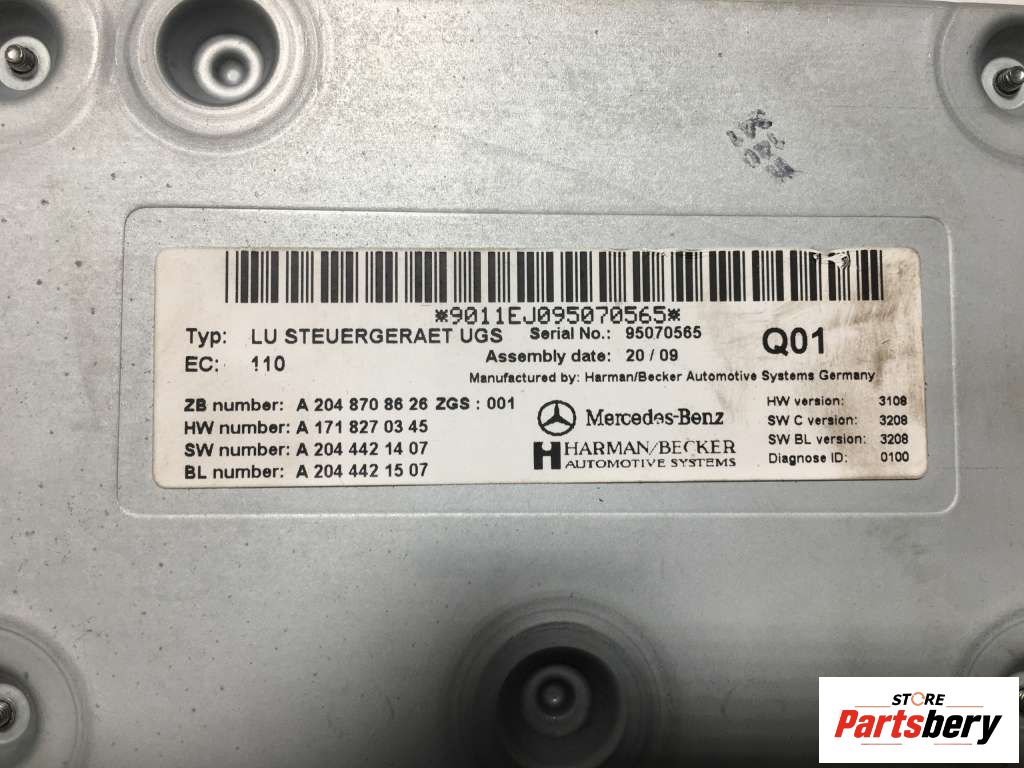 *9011EJ095070565*
Typ: LU STEUERGERAET UGS Serial No.: 95070565
EC: 110 Assembly date: 20 / 09 Q01
Manufactured by: Harman/Becker Automotive Systems Germany
ZB number: A 204 870 86 26 ZGS : 001
HW number: A 171 827 03 45
SW number: A 204 442 14 07
BL number: A 204 442 15 07
Mercedes-Benz
HARMAN/BECKER
AUTOMOTIVE SYSTEMS
HW version: 3108
SW C version: 3208
SW BL version: 3208
Diagnose ID: 0100
STORE
Partsbery